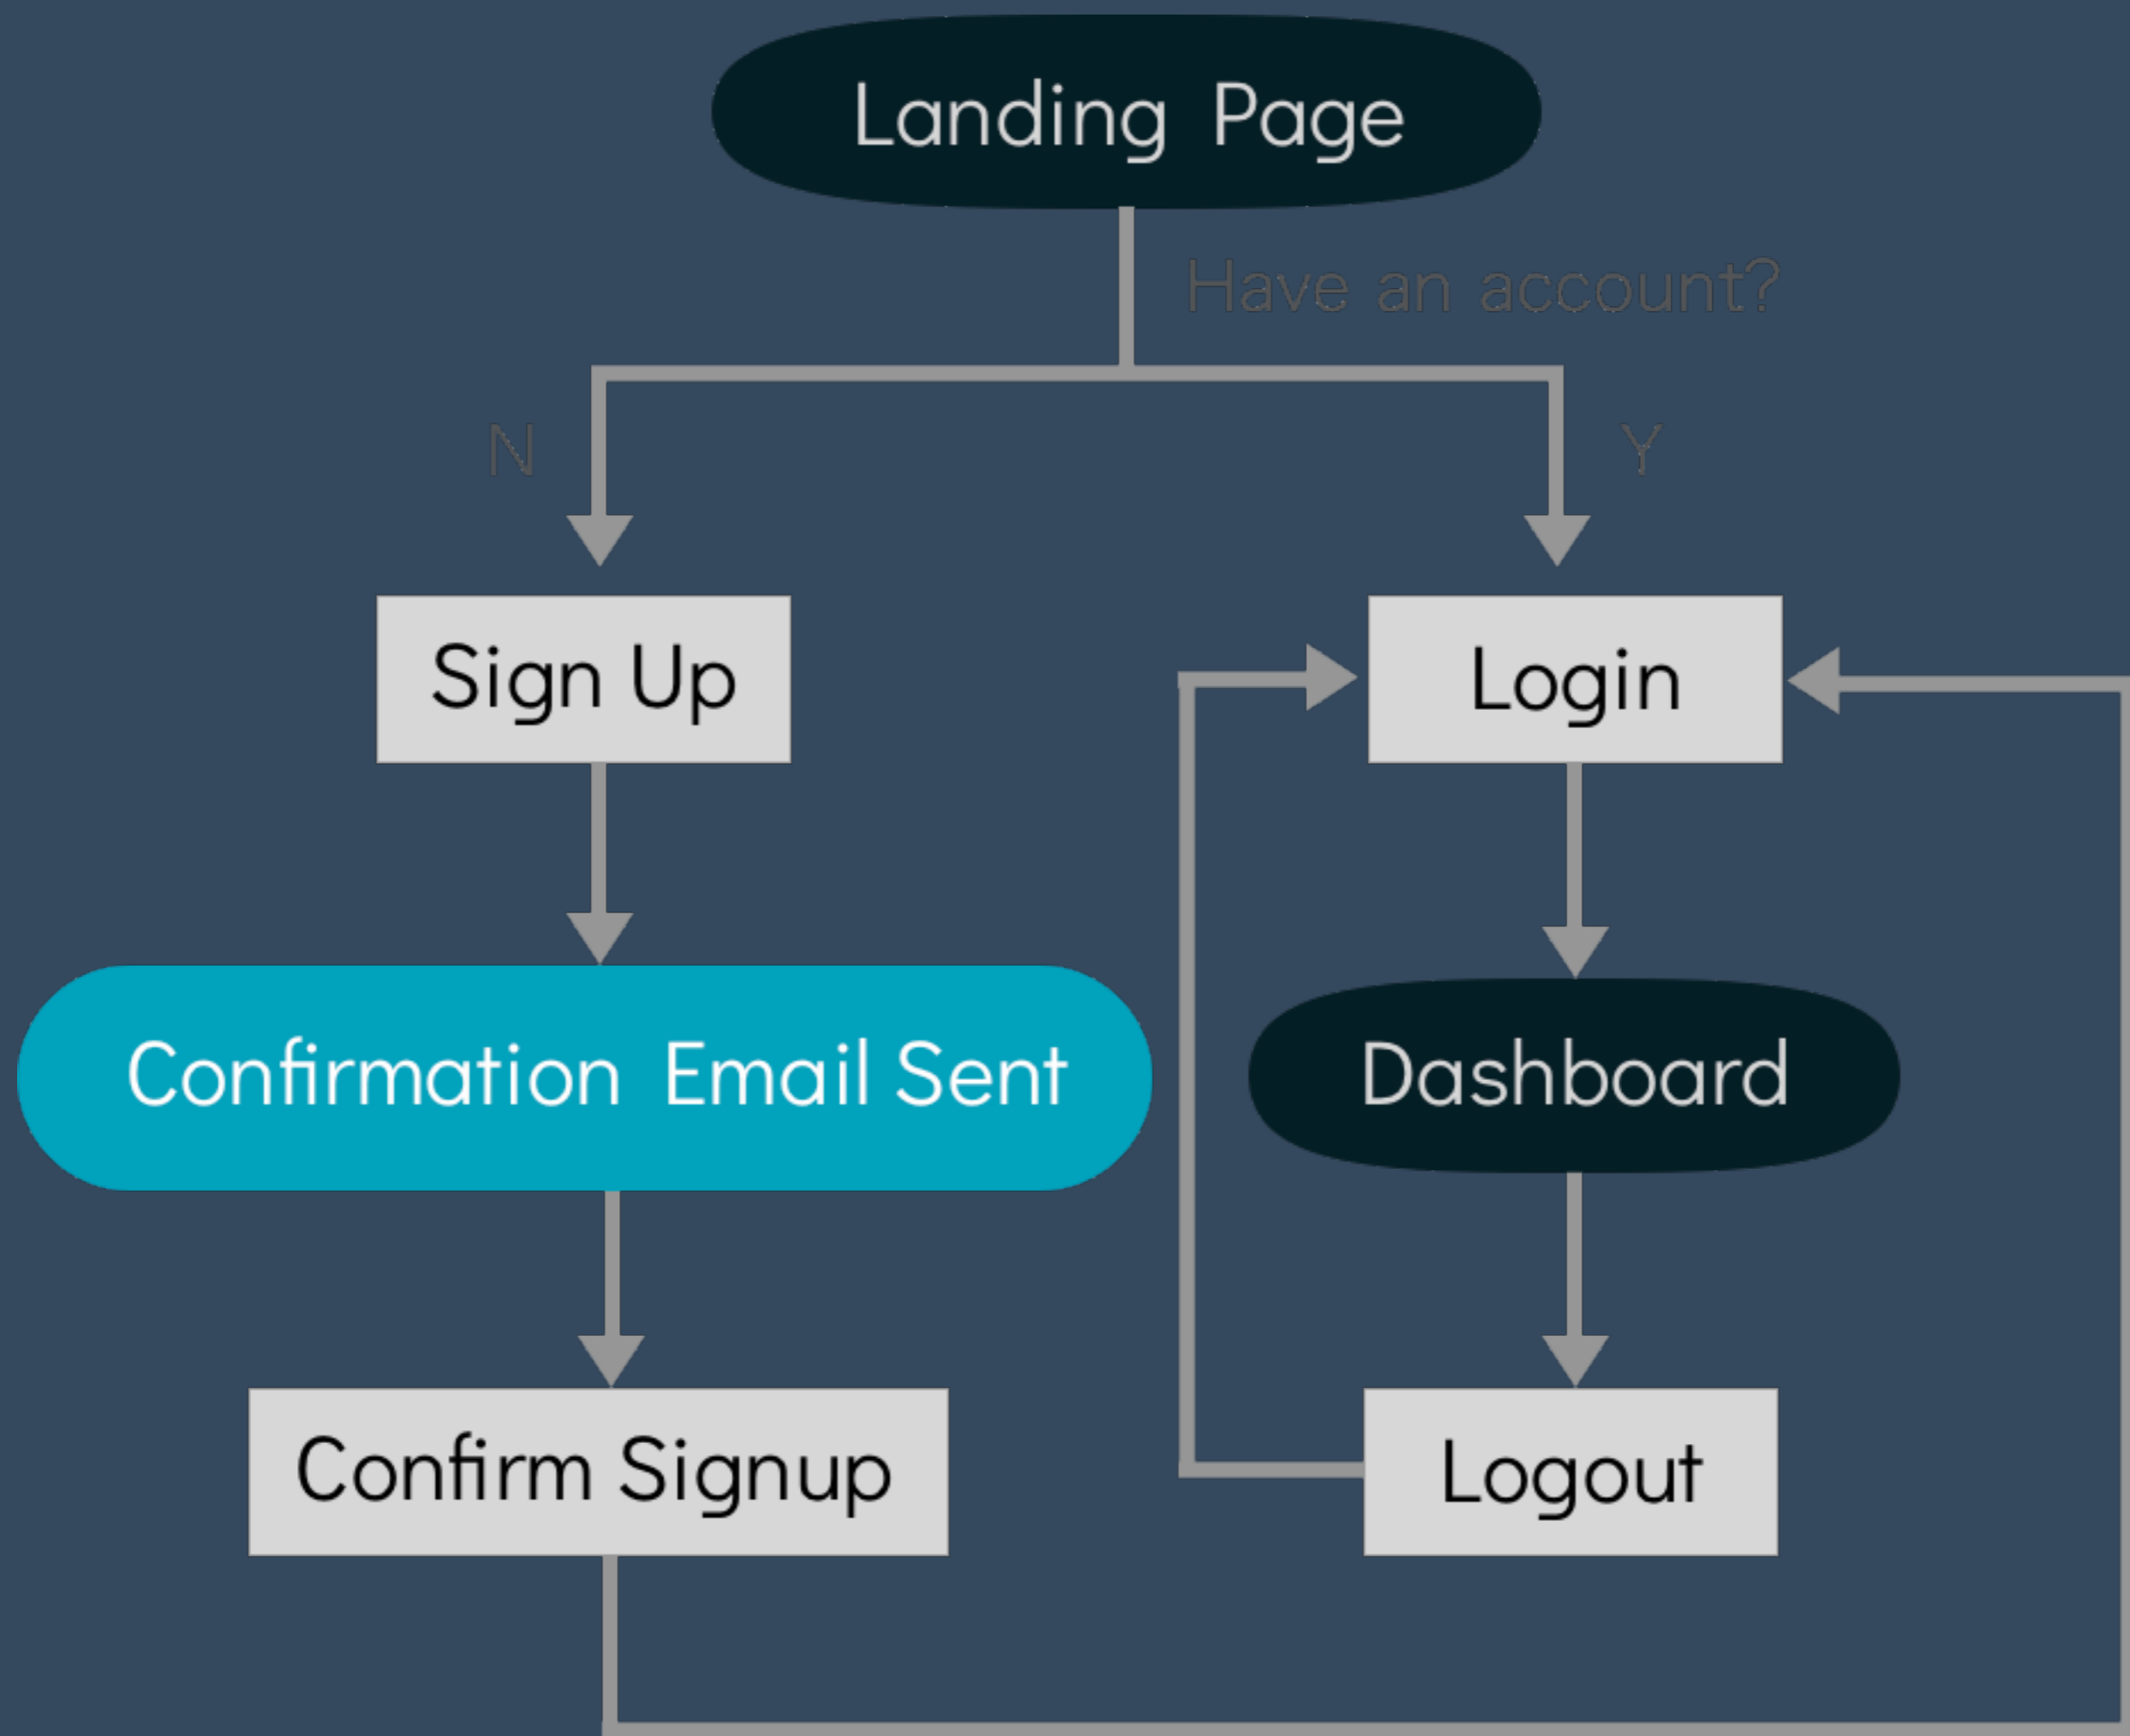 Landing Page
Have an account?
N
Y
Sign Up
Login
Confirmation Email Sent
Dashboard
Confirm Signup
Logout